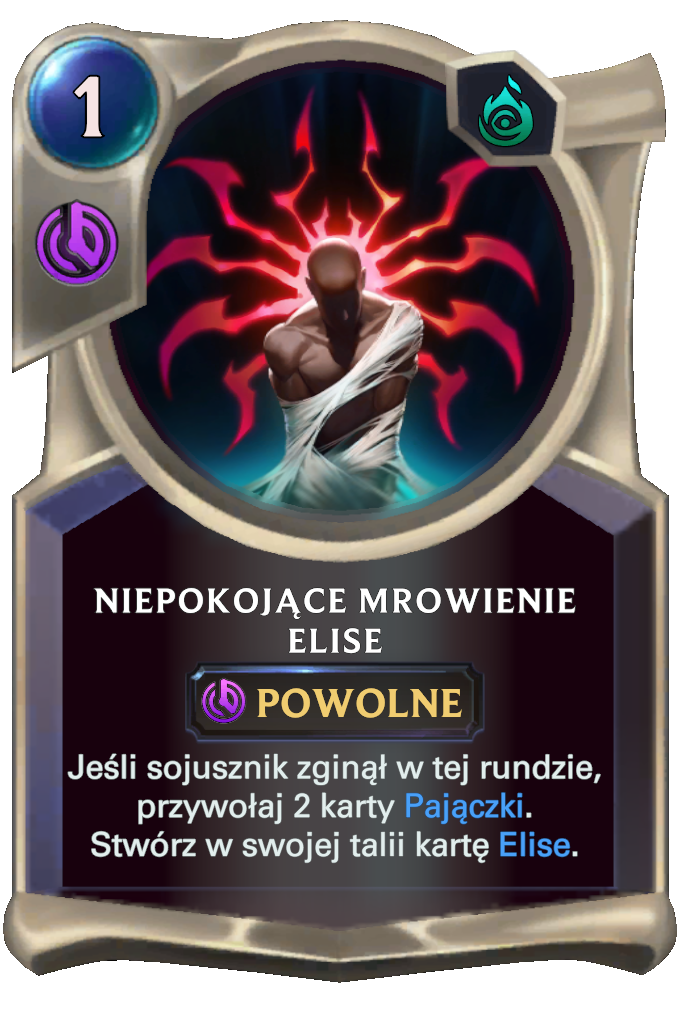 1
NIEPOKOJĄCE MROWIENIE
ELISE
POWOLNE
Jeśli sojusznik zginął w tej rundzie,
przywołaj 2 karty Pajączki.
Stwórz w swojej talii kartę Elise.